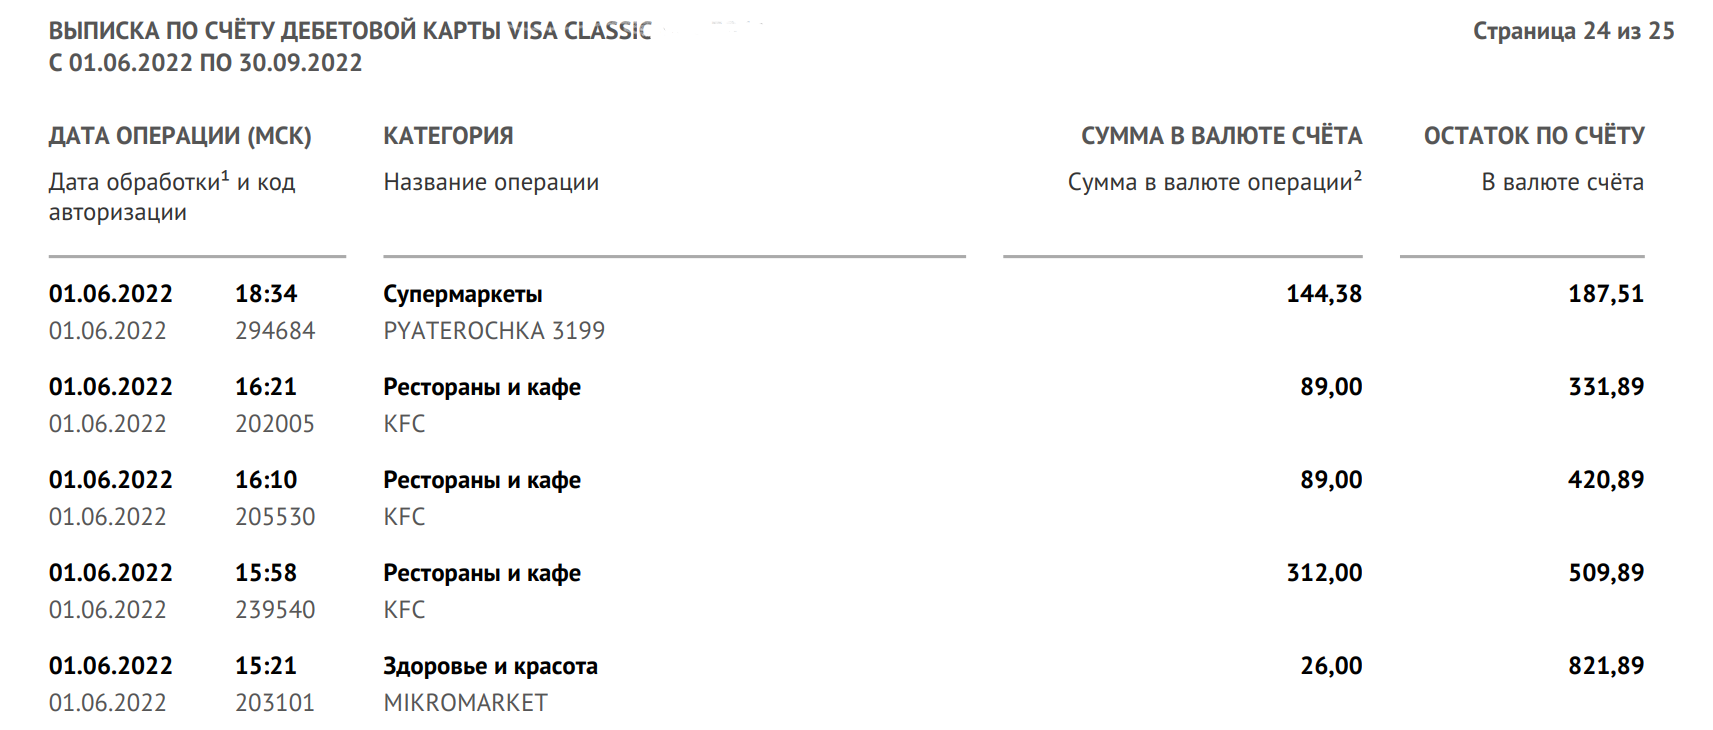 ВЫПИСКА ПО СЧЁТУ ДЕБЕТОВОЙ КАРТЫ VISA CLASSIC
Страница 24 из 25
С 01.06.2022 ПО 30.09.2022
ДАТА ОПЕРАЦИИ (МСК) КАТЕГОРИЯ СУММА В ВАЛЮТЕ СЧЁТА ОСТАТОК ПО СЧЁТУ
Дата обработки¹ и код Название операции Сумма в валюте операции² В валюте счёта
авторизации
01.06.2022 18:34 Супермаркеты 144,38 187,51
01.06.2022 294684 PYATEROCHKA 3199
01.06.2022 16:21 Рестораны и кафе 89,00 331,89
01.06.2022 202005 KFC
01.06.2022 16:10 Рестораны и кафе 89,00 420,89
01.06.2022 205530 KFC
01.06.2022 15:58 Рестораны и кафе 312,00 509,89
01.06.2022 239540 KFC
01.06.2022 15:21 Здоровье и красота 26,00 821,89
01.06.2022 203101 MIKROMARKET